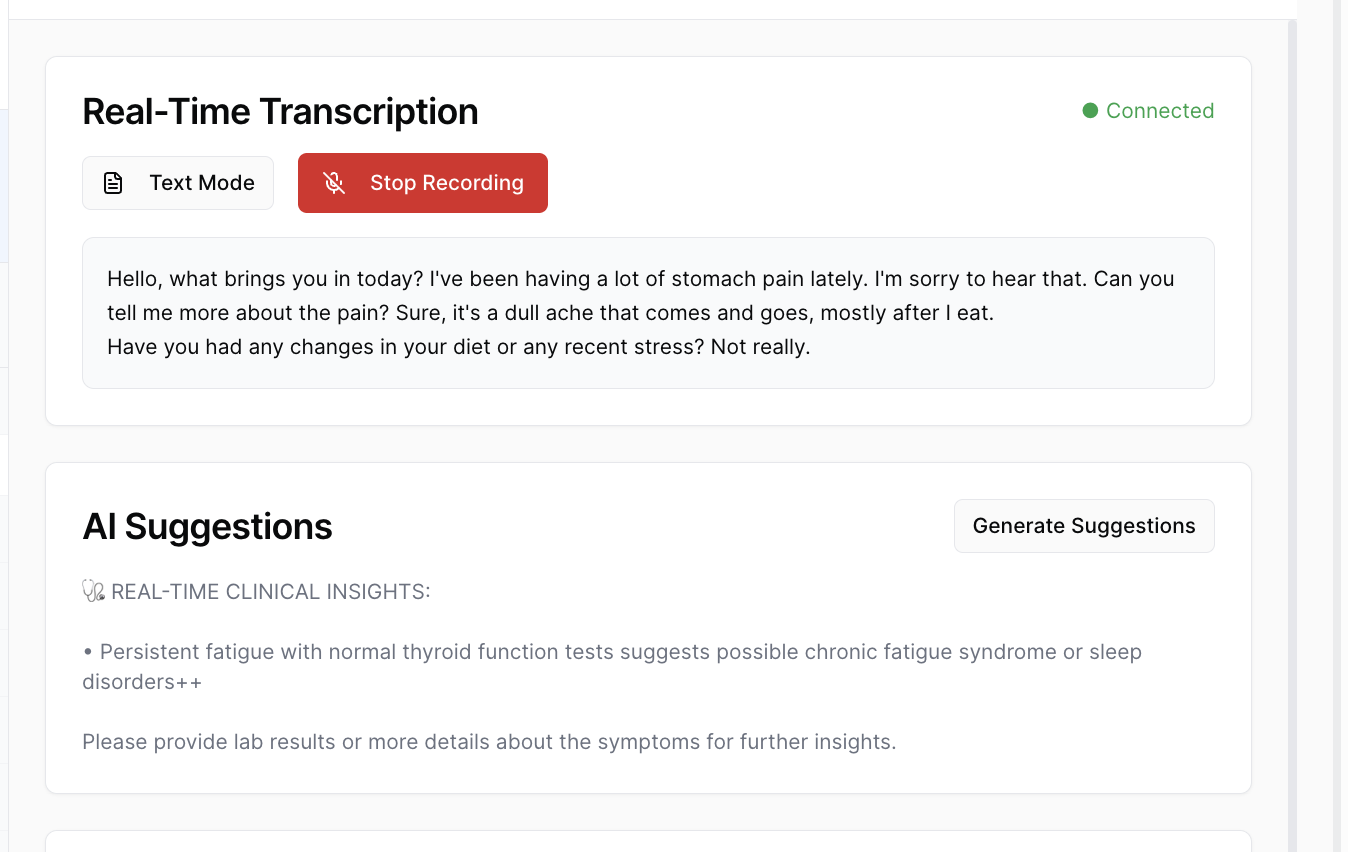 Real-Time Transcription
Connected
Text Mode
Stop Recording
Hello, what brings you in today? I've been having a lot of stomach pain lately. I'm sorry to hear that. Can you
tell me more about the pain? Sure, it's a dull ache that comes and goes, mostly after I eat.
Have you had any changes in your diet or any recent stress? Not really.
AI Suggestions
Generate Suggestions
🩺 REAL-TIME CLINICAL INSIGHTS:
• Persistent fatigue with normal thyroid function tests suggests possible chronic fatigue syndrome or sleep
disorders++
Please provide lab results or more details about the symptoms for further insights.